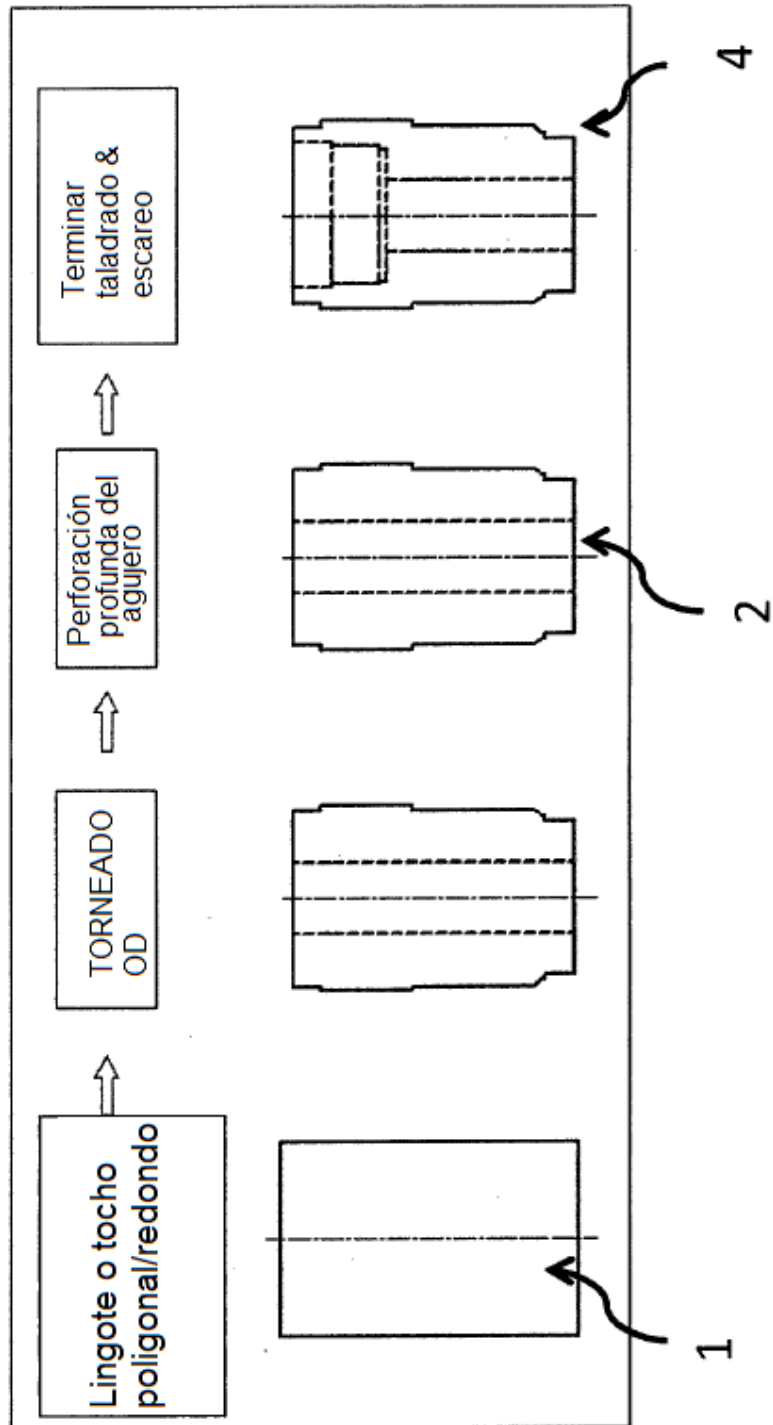 Lingote o tocho
poligonal/redondo
TORNEADO
OD
Perforación
profunda del
agujero
Terminar
taladrado &
escareo
1
2
4